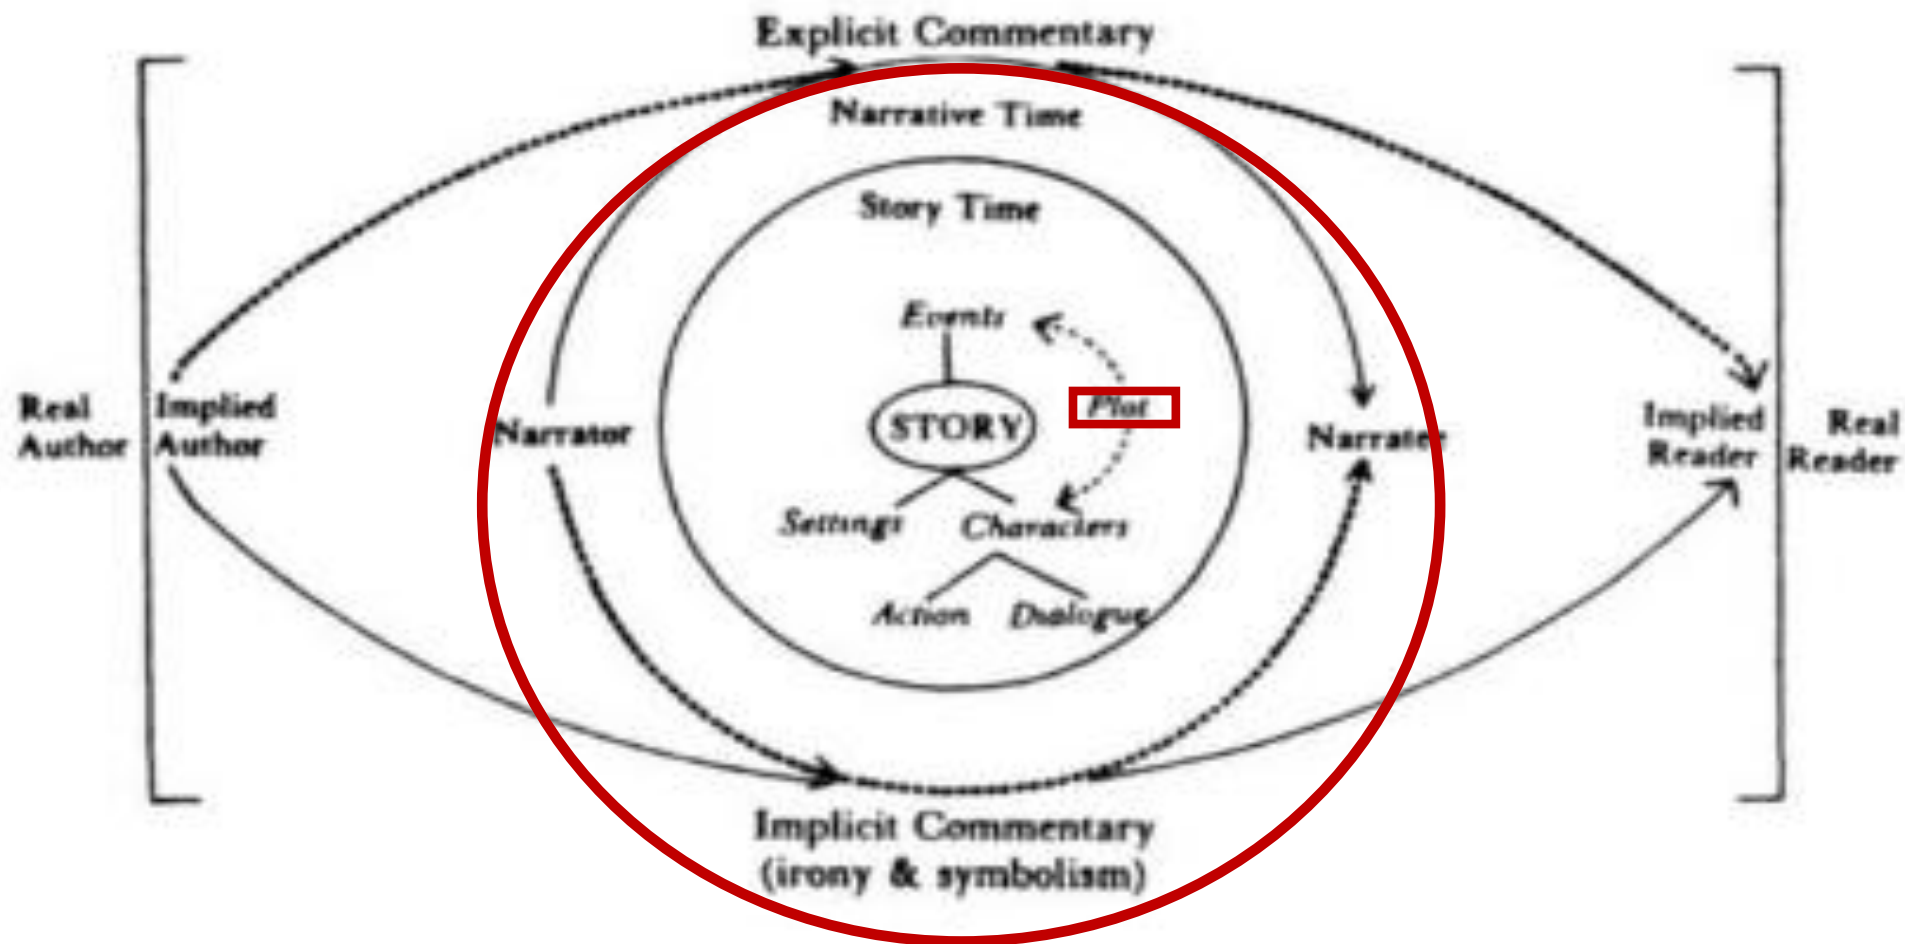 Explicit Commentary
Narrative Time
Story Time
Events
Plot
Real Author
Implied Author
Narrator
STORY
Narratee
Implied Reader
Real Reader
Settings
Characters
Action
Dialogue
Implicit Commentary
(irony & symbolism)